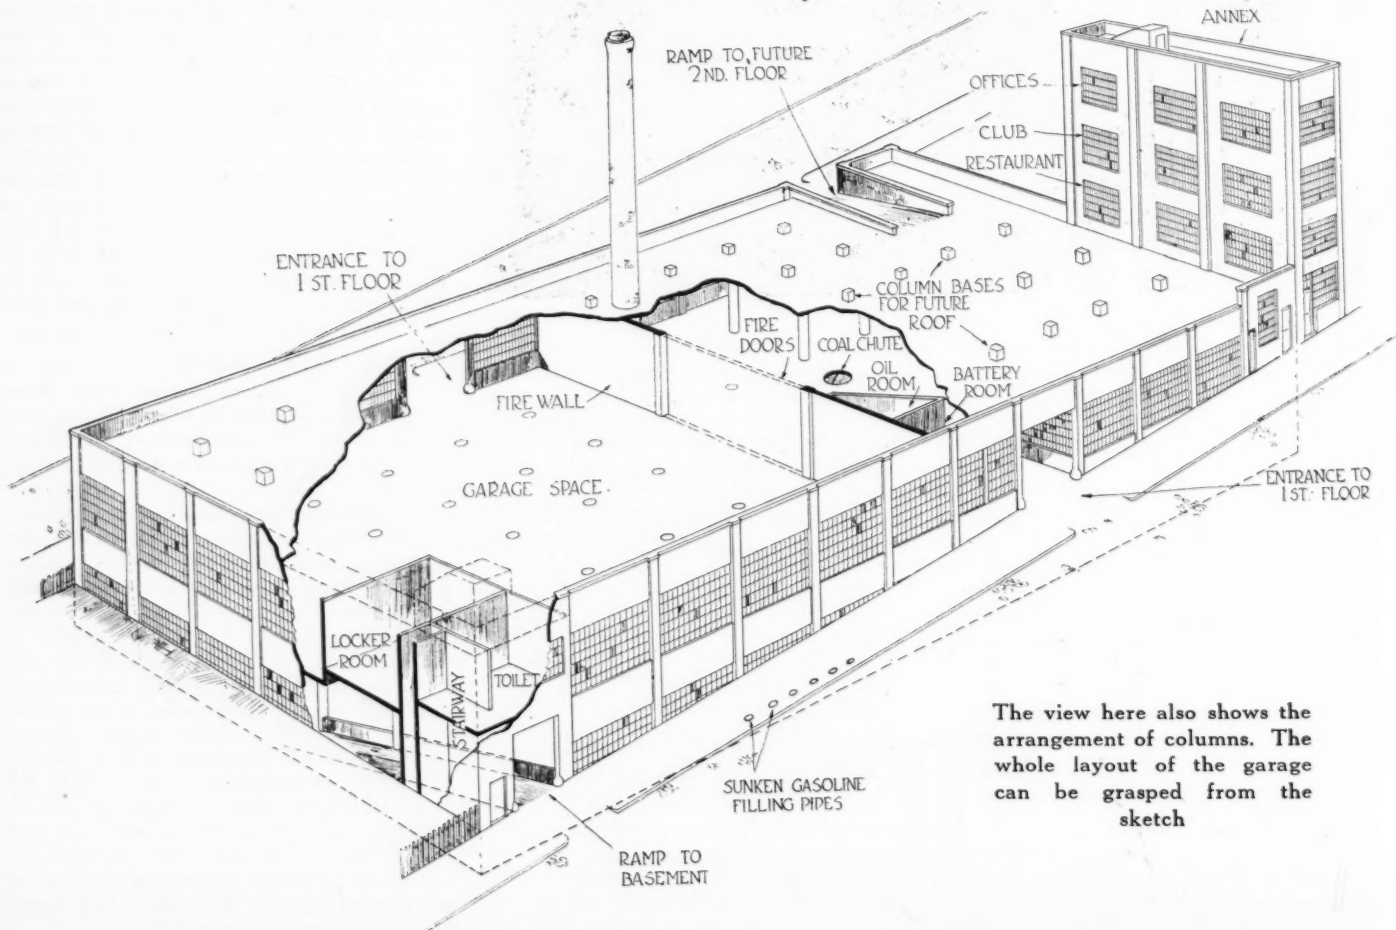 ANNEX
RAMP TO FUTURE
2ND. FLOOR
OFFICES
CLUB
RESTAURANT
ENTRANCE TO
1 ST. FLOOR
COLUMN BASES
FOR FUTURE
ROOF
FIRE
DOORS
COAL CHUTE
OIL
ROOM
BATTERY
ROOM
FIRE WALL
GARAGE SPACE.
ENTRANCE TO
1 ST. FLOOR
LOCKER
ROOM
TOILET
STAIRWAY
SUNKEN GASOLINE
FILLING PIPES
RAMP TO
BASEMENT
The view here also shows the
arrangement of columns. The
whole layout of the garage
can be grasped from the
sketch